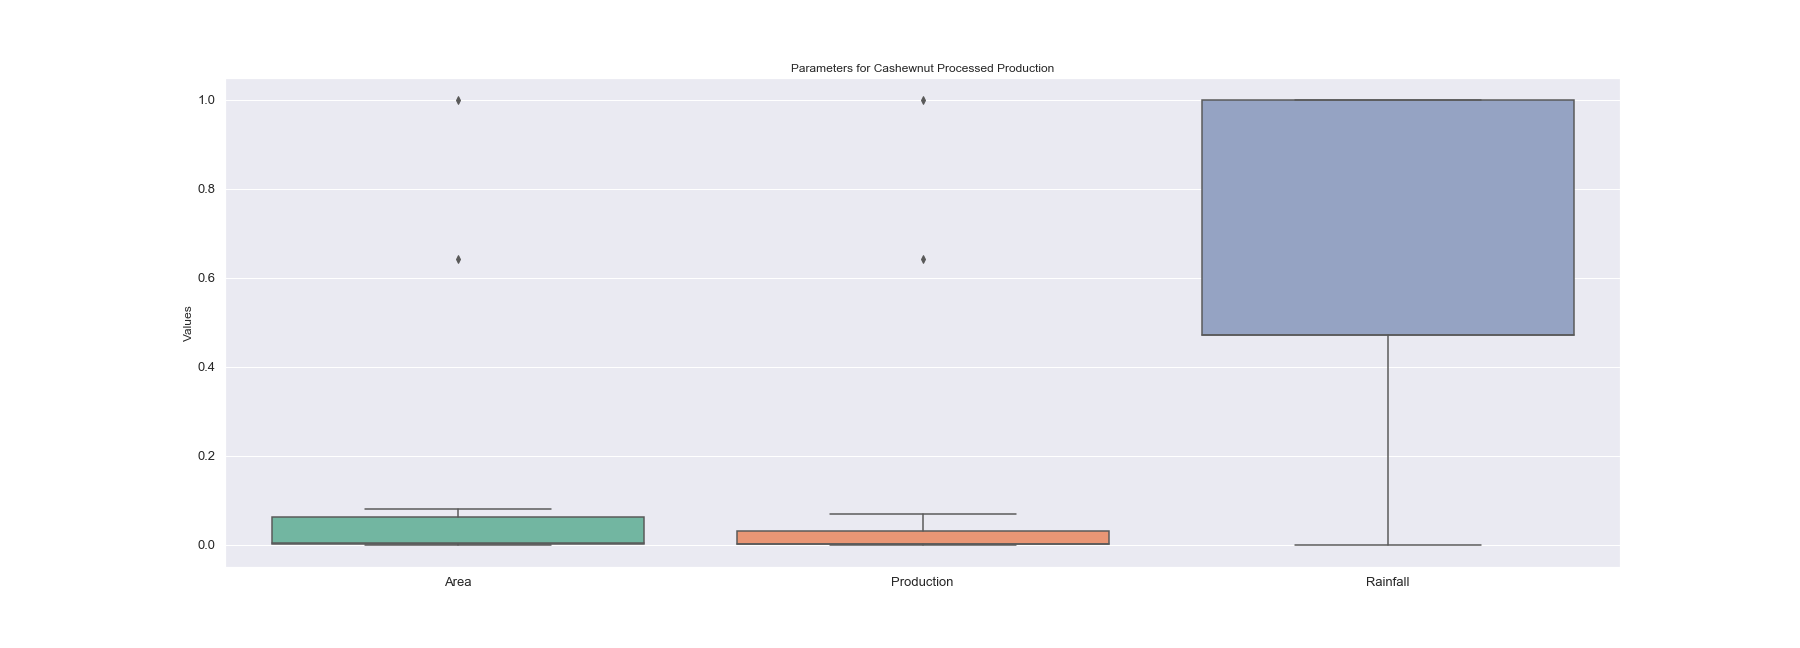 Parameters for Cashewnut Processed Production
1.0
0.8
0.6
0.4
0.2
0.0
Values
Area
Production
Rainfall